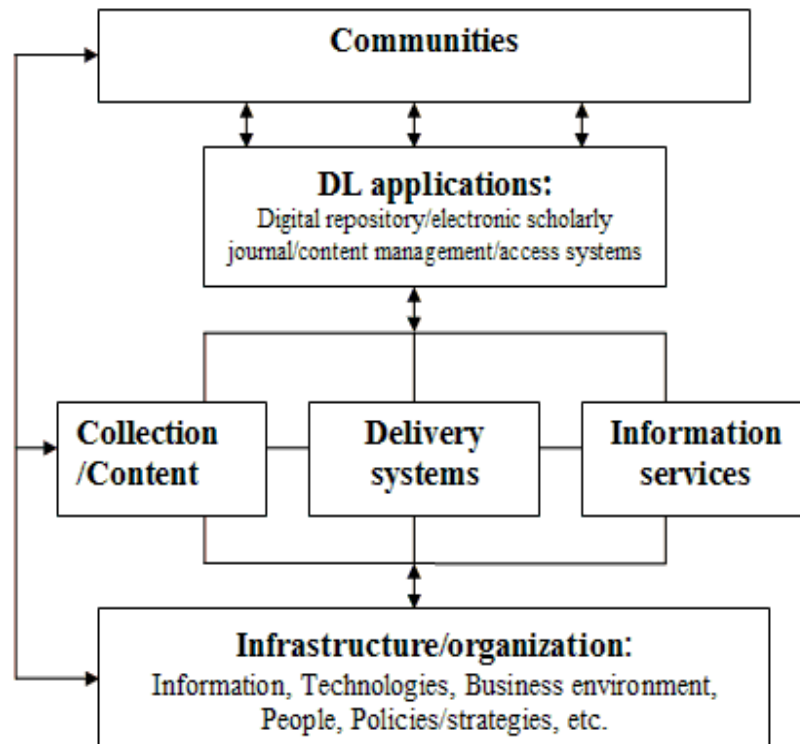 Communities
DL applications:
Digital repository/electronic scholarly
journal/content management/access systems
Collection
/Content
Delivery
systems
Information
services
Infrastructure/organization:
Information, Technologies, Business environment,
People, Policies/strategies, etc.